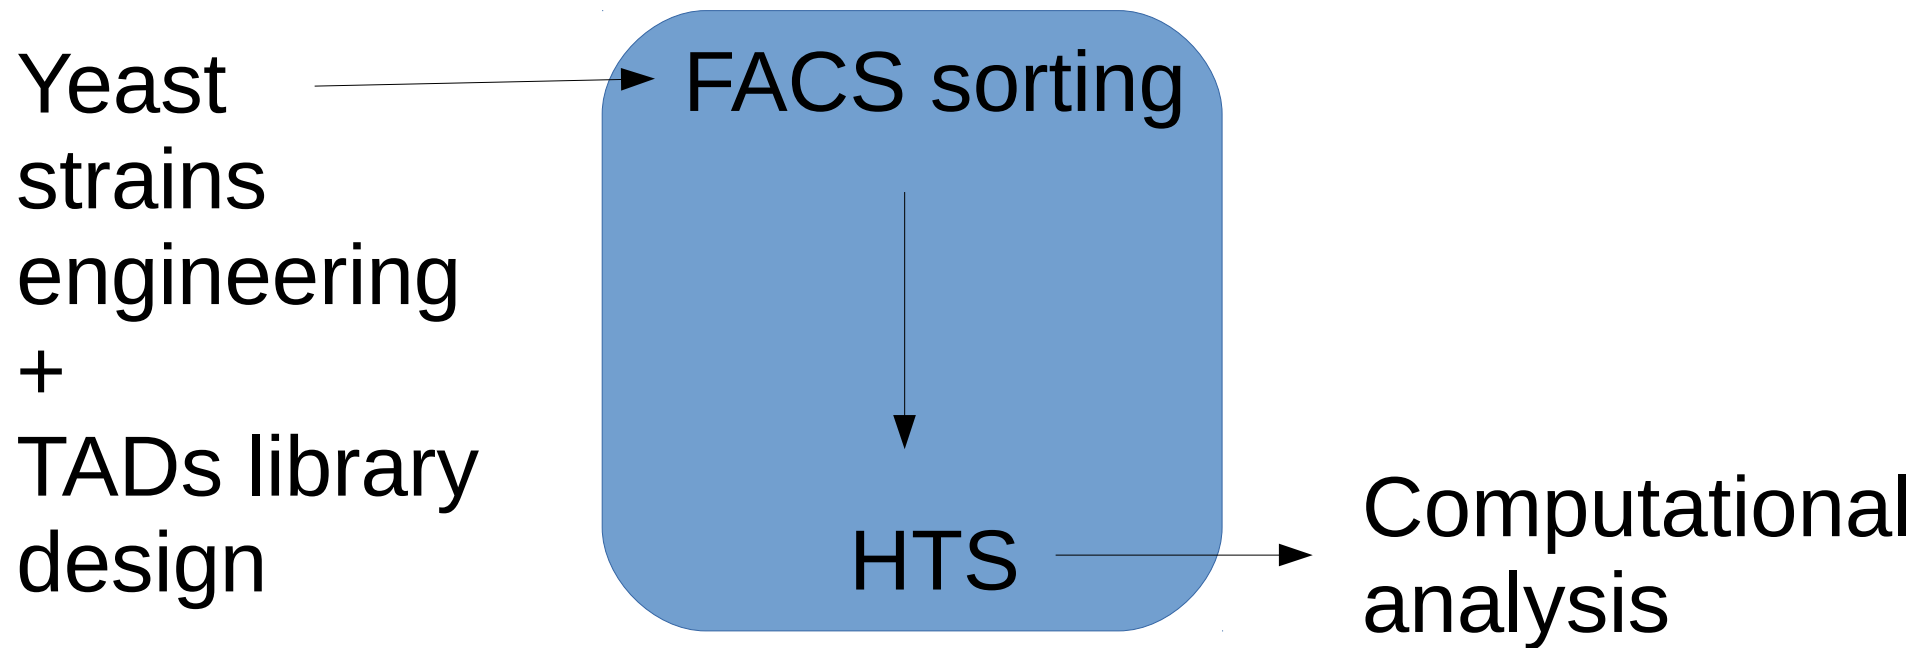 Yeast
strains
engineering
+
TADs library
design
FACS sorting
HTS
Computational
analysis